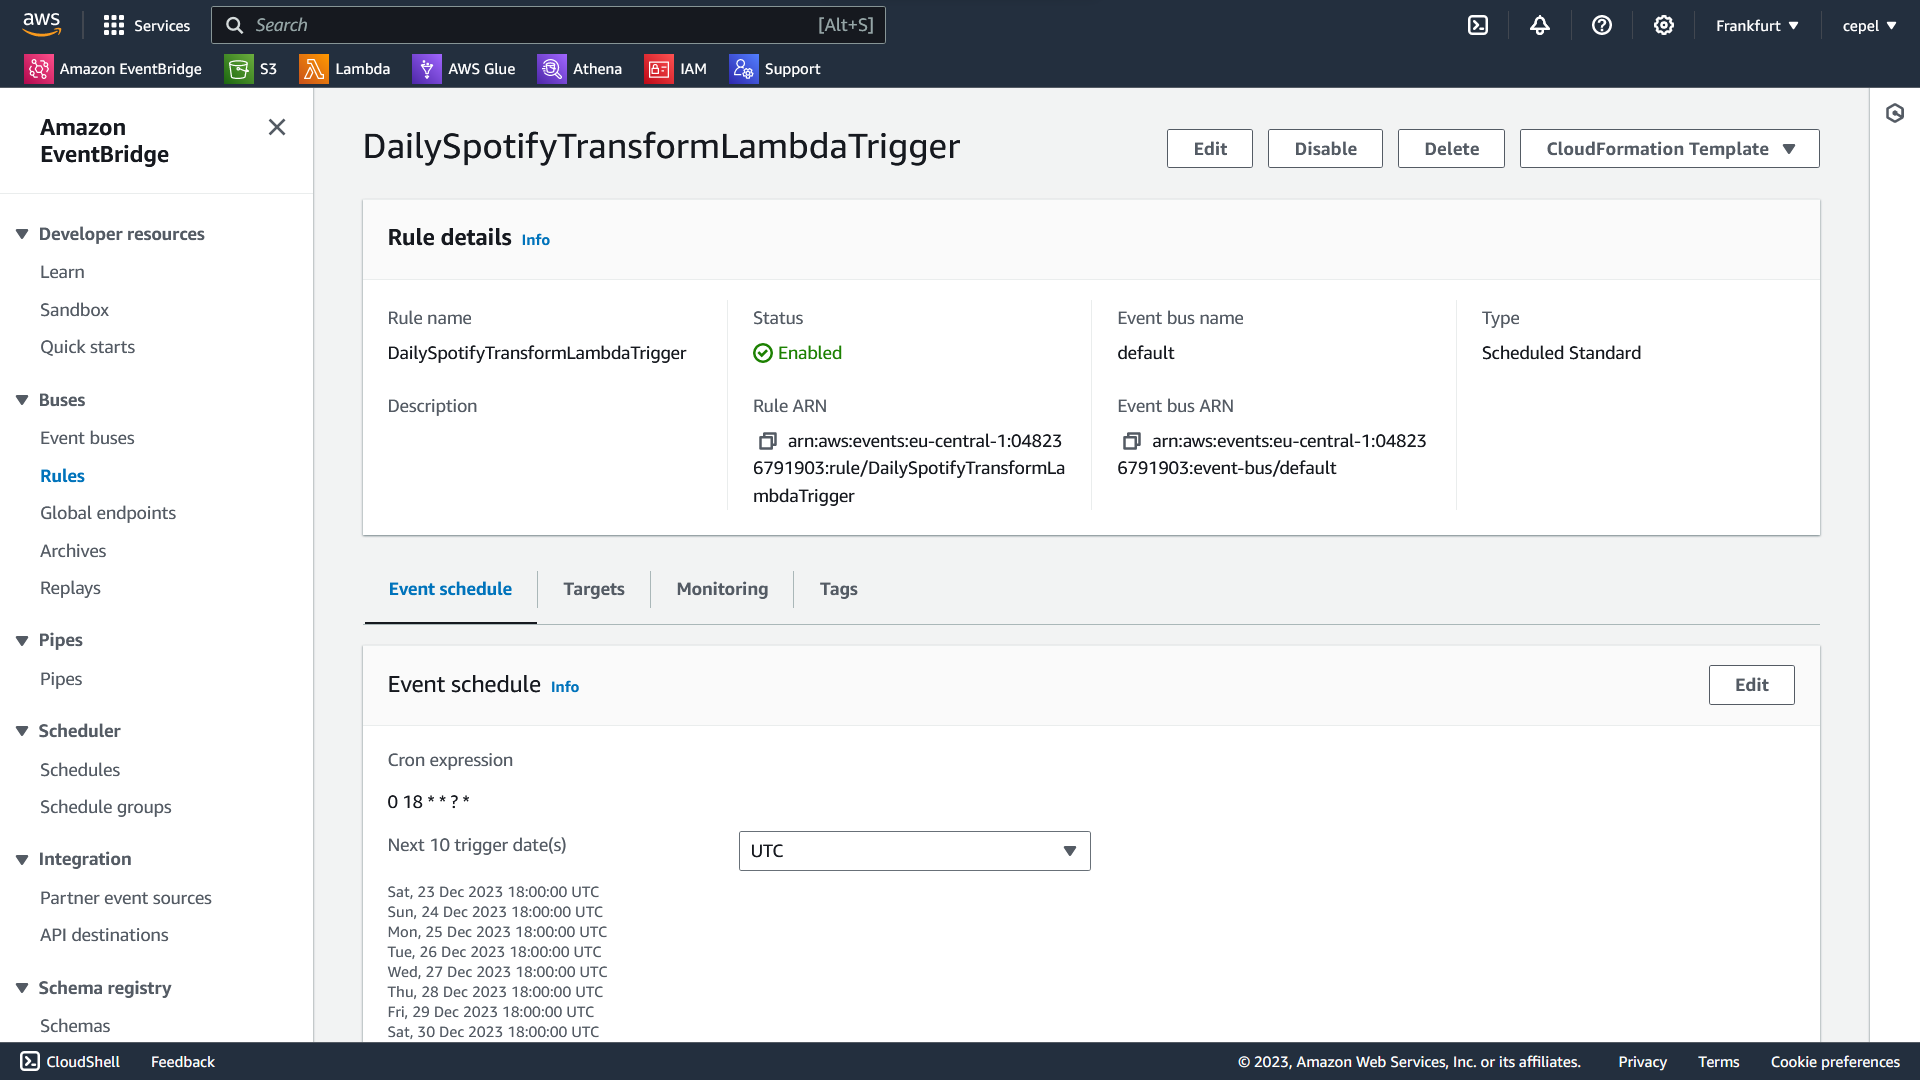 aws
Services
Search
[Alt+S]
Frankfurt
cepel
Amazon EventBridge
S3
Lambda
AWS Glue
Athena
IAM
Support
Amazon
EventBridge
Developer resources
Learn
Sandbox
Quick starts
Buses
Event buses
Rules
Global endpoints
Archives
Replays
Pipes
Pipes
Scheduler
Schedules
Schedule groups
Integration
Partner event sources
API destinations
Schema registry
Schemas
DailySpotifyTransformLambdaTrigger
Edit
Disable
Delete
CloudFormation Template
Rule details Info
Rule name
DailySpotifyTransformLambdaTrigger
Description
Status
Enabled
Rule ARN
arn:aws:events:eu-central-1:04823
6791903:rule/DailySpotifyTransformLa
mbdaTrigger
Event bus name
default
Event bus ARN
arn:aws:events:eu-central-1:04823
6791903:event-bus/default
Type
Scheduled Standard
Event schedule
Targets
Monitoring
Tags
Event schedule Info
Edit
Cron expression
0 18 * * ? *
Next 10 trigger date(s)
UTC
Sat, 23 Dec 2023 18:00:00 UTC
Sun, 24 Dec 2023 18:00:00 UTC
Mon, 25 Dec 2023 18:00:00 UTC
Tue, 26 Dec 2023 18:00:00 UTC
Wed, 27 Dec 2023 18:00:00 UTC
Thu, 28 Dec 2023 18:00:00 UTC
Fri, 29 Dec 2023 18:00:00 UTC
Sat, 30 Dec 2023 18:00:00 UTC
CloudShell
Feedback
© 2023, Amazon Web Services, Inc. or its affiliates.
Privacy
Terms
Cookie preferences